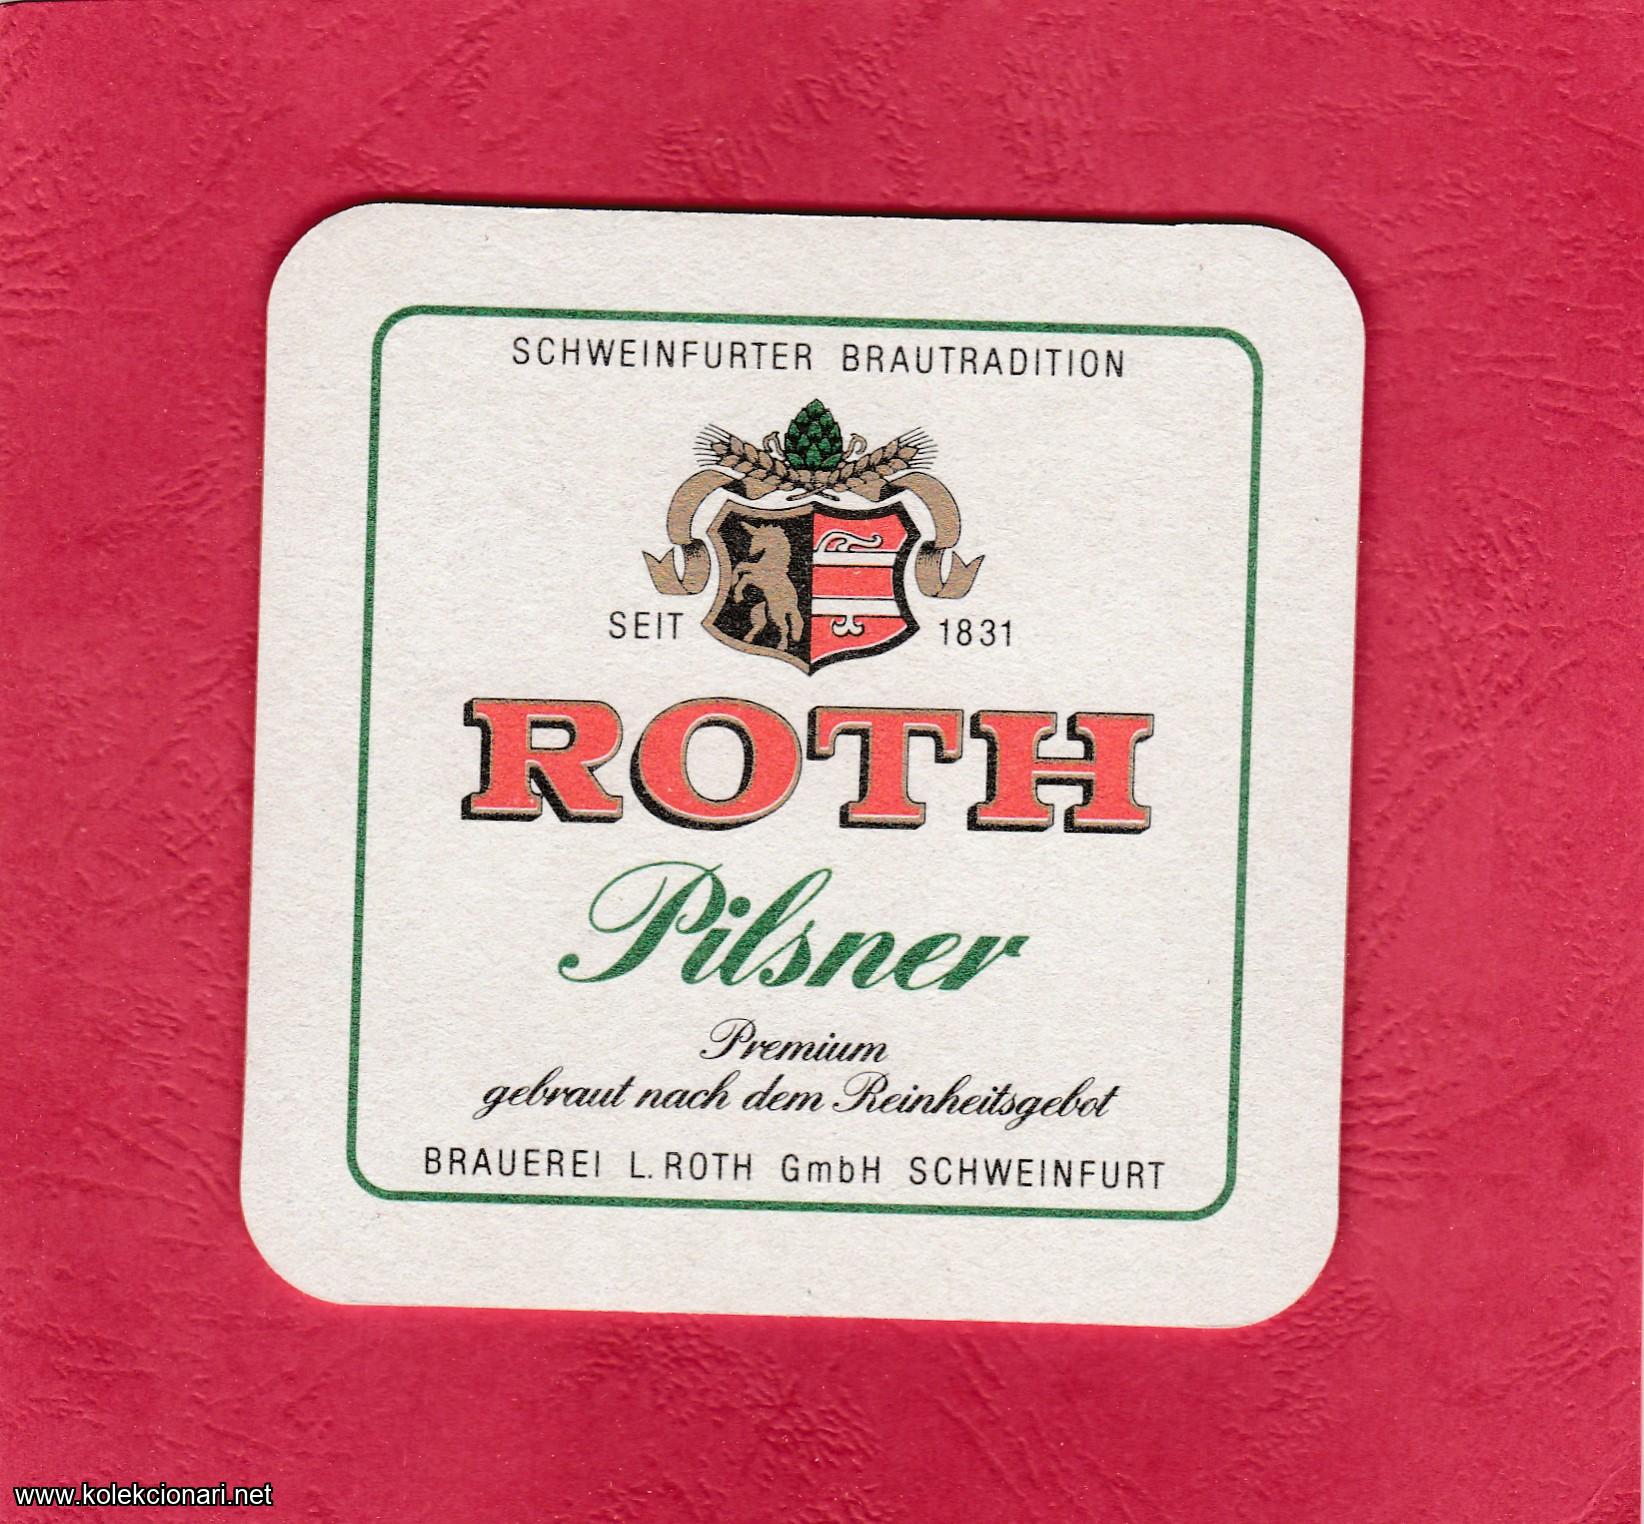 SCHWEINFURTER BRAUTRADITION
SEIT 1831
ROTH
Pilsner
Premium
gebraut nach dem Reinheitsgebot
BRAUEREI L. ROTH GmbH SCHWEINFURT
www.kolekcionari.net